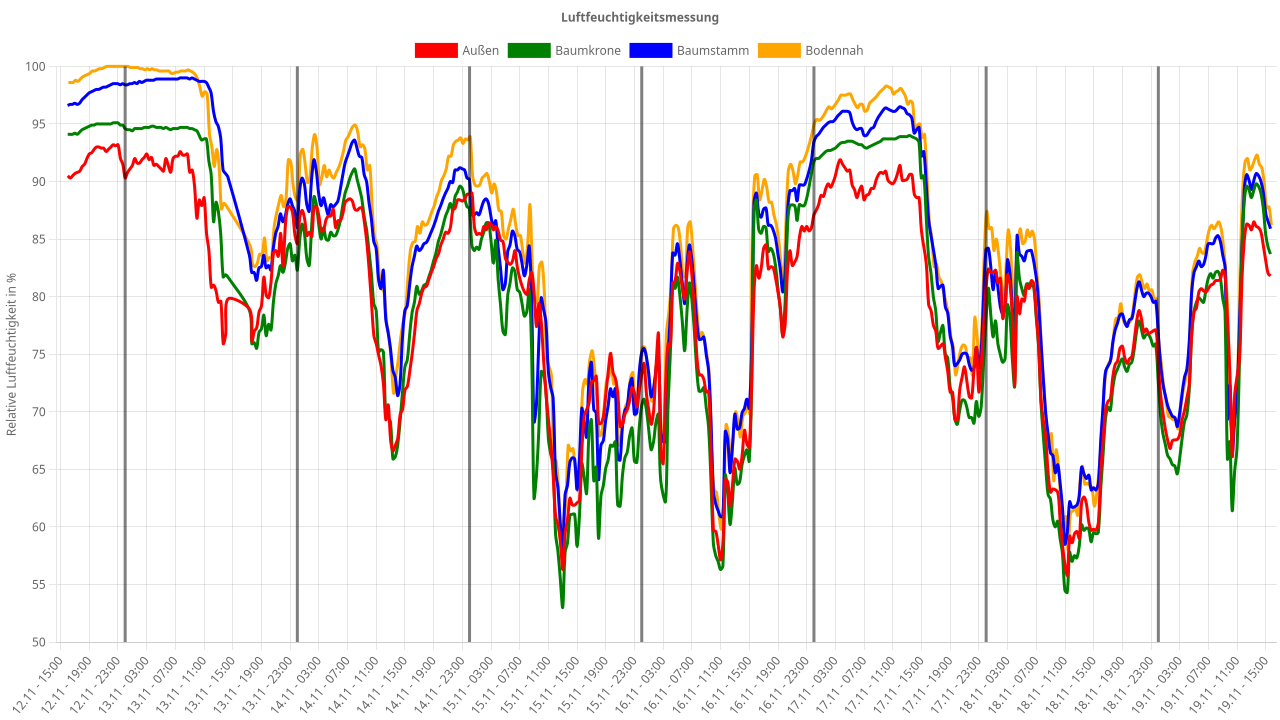 Luftfeuchtigkeitsmessung
Außen Baumkrone Baumstamm Bodennah
Relative Luftfeuchtigkeit in %
100
95
90
85
80
75
70
65
60
55
50
12.11 - 15:00
12.11 - 19:00
12.11 - 23:00
13.11 - 03:00
13.11 - 07:00
13.11 - 11:00
13.11 - 15:00
13.11 - 19:00
13.11 - 23:00
14.11 - 03:00
14.11 - 07:00
14.11 - 11:00
14.11 - 15:00
14.11 - 19:00
14.11 - 23:00
15.11 - 03:00
15.11 - 07:00
15.11 - 11:00
15.11 - 15:00
15.11 - 19:00
15.11 - 23:00
16.11 - 03:00
16.11 - 07:00
16.11 - 11:00
16.11 - 15:00
16.11 - 19:00
16.11 - 23:00
17.11 - 03:00
17.11 - 07:00
17.11 - 11:00
17.11 - 15:00
17.11 - 19:00
17.11 - 23:00
18.11 - 03:00
18.11 - 07:00
18.11 - 11:00
18.11 - 15:00
18.11 - 19:00
18.11 - 23:00
19.11 - 03:00
19.11 - 07:00
19.11 - 11:00
19.11 - 15:00